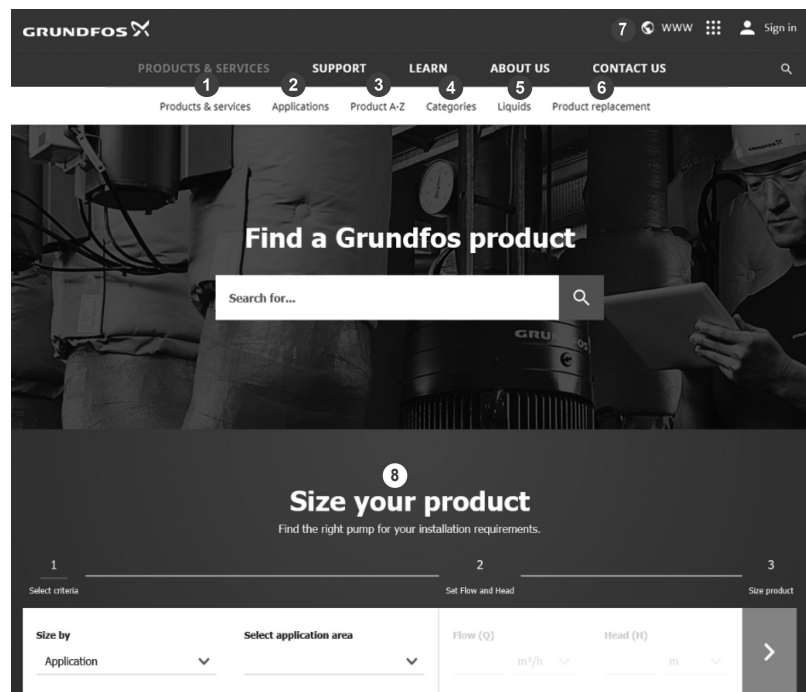 GRUNDFOS
7 WWW Sign in
PRODUCTS & SERVICES SUPPORT LEARN ABOUT US CONTACT US
1 2 3 4 5 6
Products & services Applications Product A-Z Categories Liquids Product replacement
GRUNDFOS
Find a Grundfos product
Search for...
GRUNDFOS
8
Size your product
Find the right pump for your installation requirements.
1 2 3
Select criteria Set Flow and Head Size product
Size by Select application area Flow (Q) Head (H)
Application m³/h m